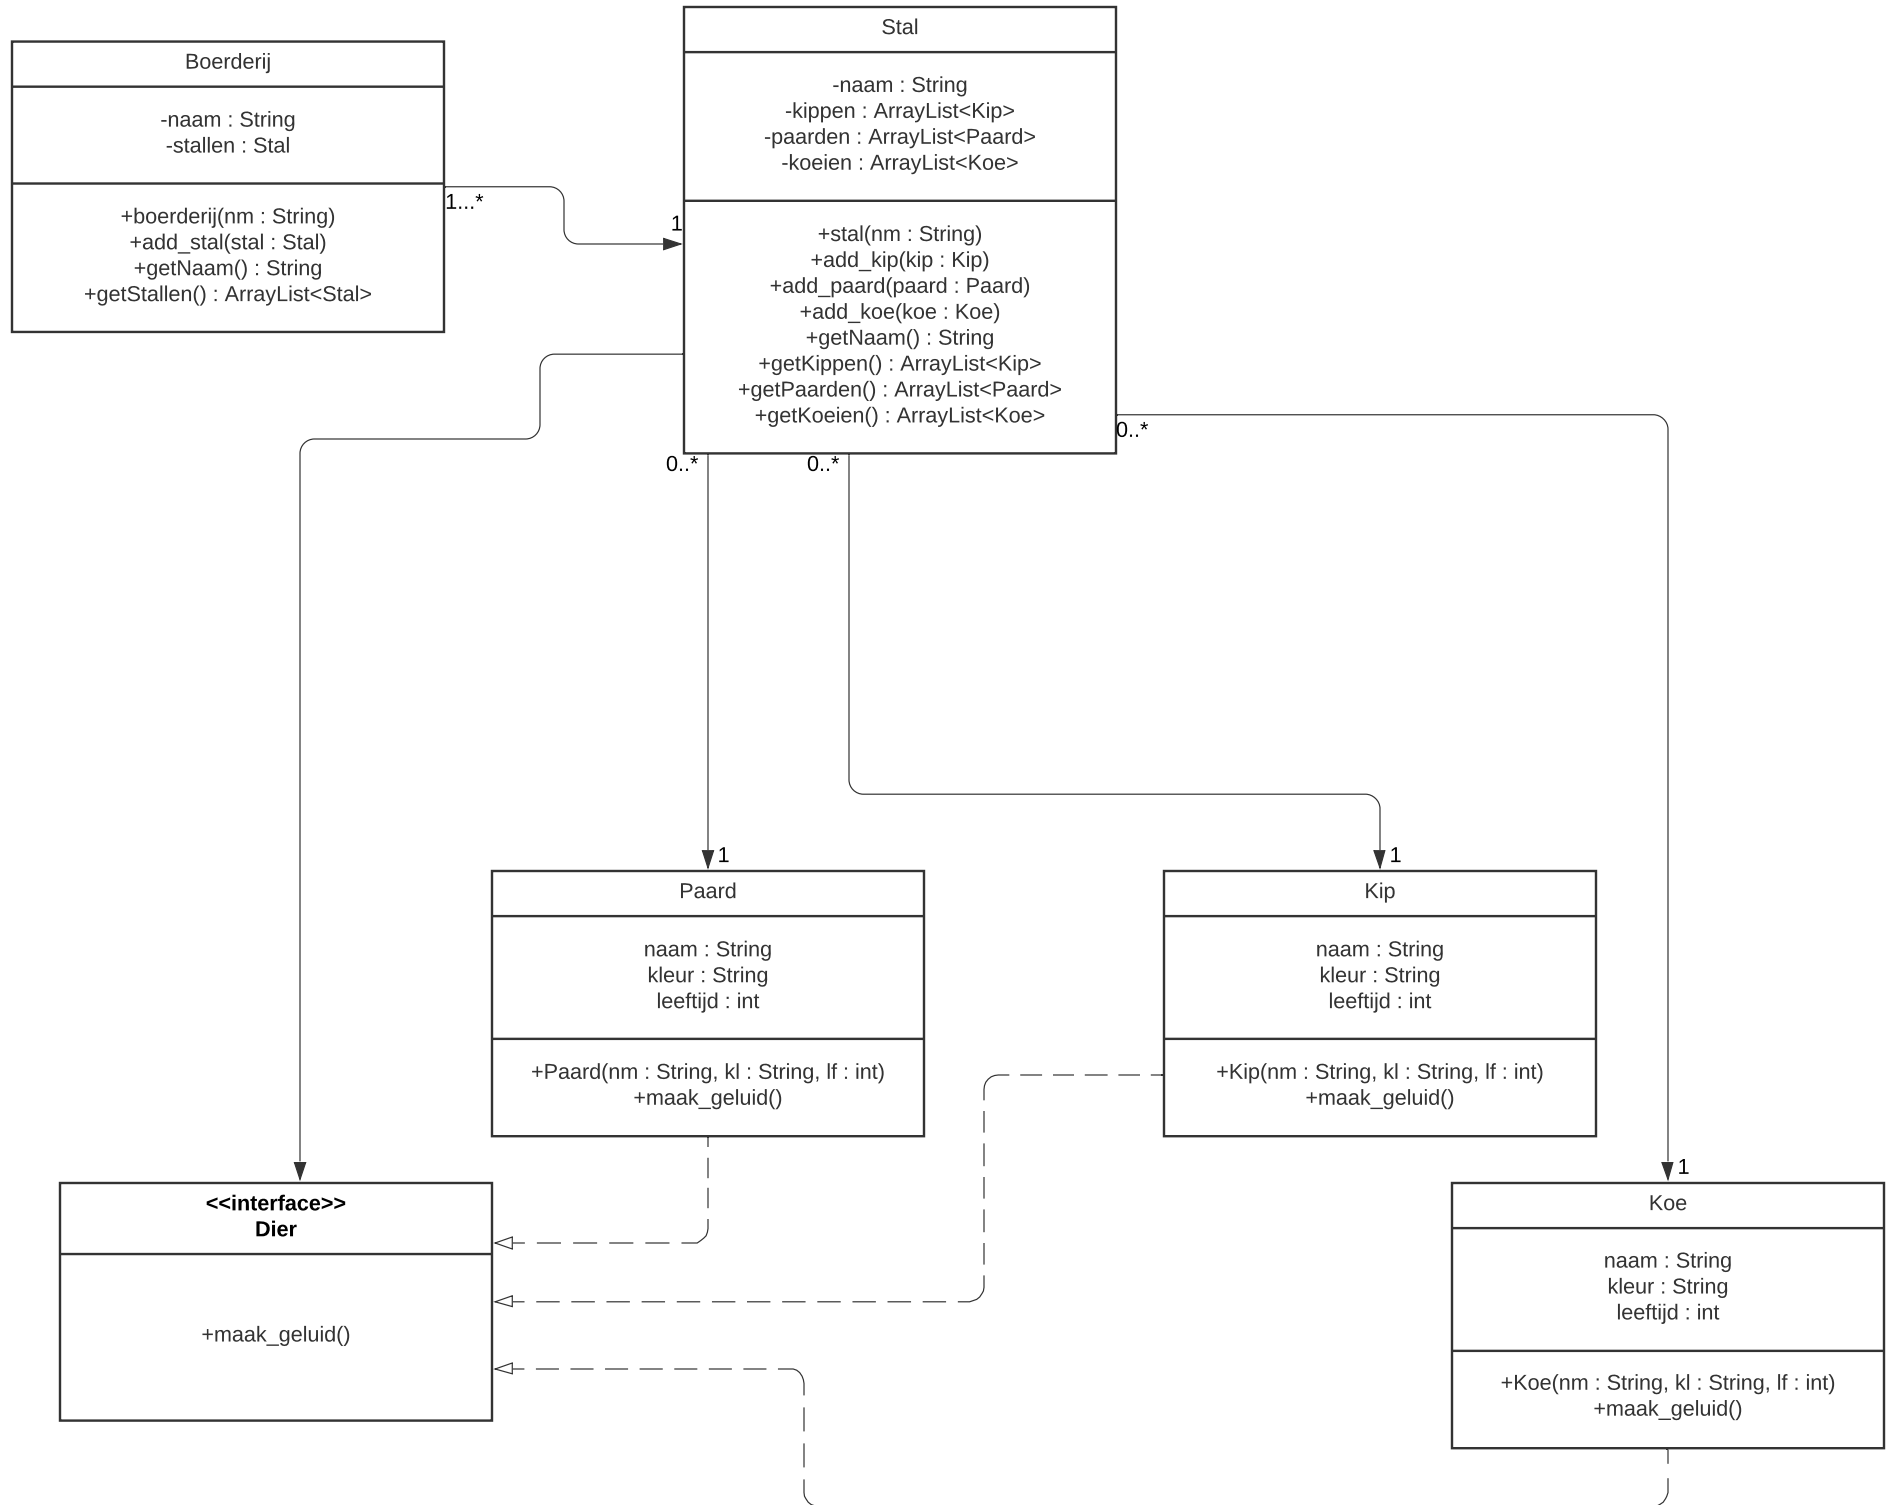 Boerderij
-naam : String
-stallen : Stal
+boerderij(nm : String)
+add_stal(stal : Stal)
+getNaam() : String
+getStallen() : ArrayList<Stal>
1...*
1
Stal
-naam : String
-kippen : ArrayList<Kip>
-paarden : ArrayList<Paard>
-koeien : ArrayList<Koe>
+stal(nm : String)
+add_kip(kip : Kip)
+add_paard(paard : Paard)
+add_koe(koe : Koe)
+getNaam() : String
+getKippen() : ArrayList<Kip>
+getPaarden() : ArrayList<Paard>
+getKoeien() : ArrayList<Koe>
0..*
0..*
0..*
1
Paard
naam : String
kleur : String
leeftijd : int
+Paard(nm : String, kl : String, lf : int)
+maak_geluid()
1
Kip
naam : String
kleur : String
leeftijd : int
+Kip(nm : String, kl : String, lf : int)
+maak_geluid()
<<interface>>
Dier
+maak_geluid()
1
Koe
naam : String
kleur : String
leeftijd : int
+Koe(nm : String, kl : String, lf : int)
+maak_geluid()